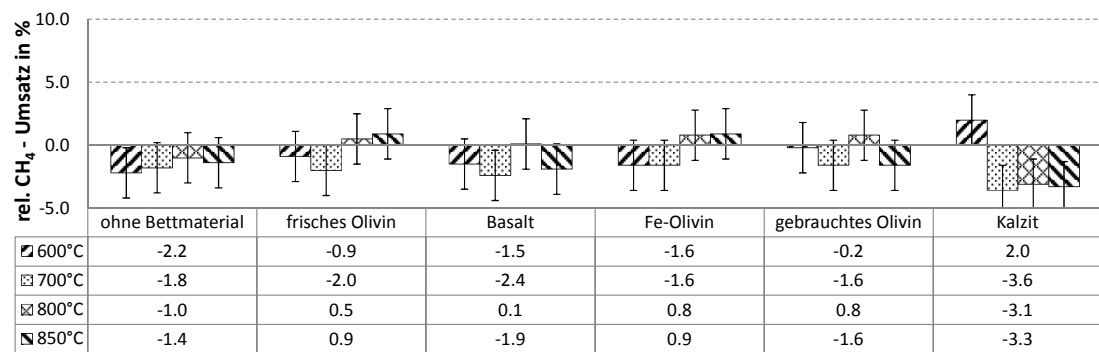 rel. CH4 - Umsatz in %
10.0
5.0
0.0
-5.0
ohne Bettmaterial frisches Olivin Basalt Fe-Olivin gebrauchtes Olivin Kalzit
600°C -2.2 -0.9 -1.5 -1.6 -0.2 2.0
700°C -1.8 -2.0 -2.4 -1.6 -1.6 -3.6
800°C -1.0 0.5 0.1 0.8 0.8 -3.1
850°C -1.4 0.9 -1.9 0.9 -1.6 -3.3